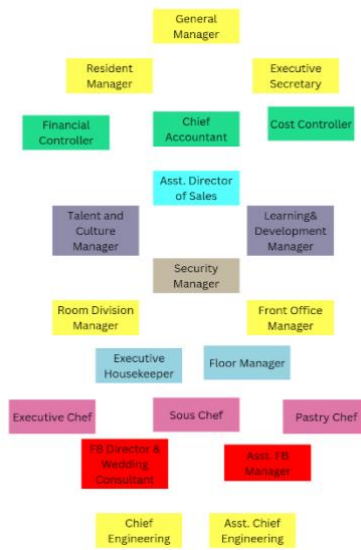 General
Manager
Resident
Manager
Executive
Secretary
Financial
Controller
Chief
Accountant
Cost Controller
Asst. Director
of Sales
Talent and
Culture
Manager
Learning&
Development
Manager
Security
Manager
Room Division
Manager
Front Office
Manager
Executive
Housekeeper
Floor Manager
Executive Chef
Sous Chef
Pastry Chef
FB Director &
Wedding
Consultant
Asst. FB
Manager
Chief
Engineering
Asst. Chief
Engineering